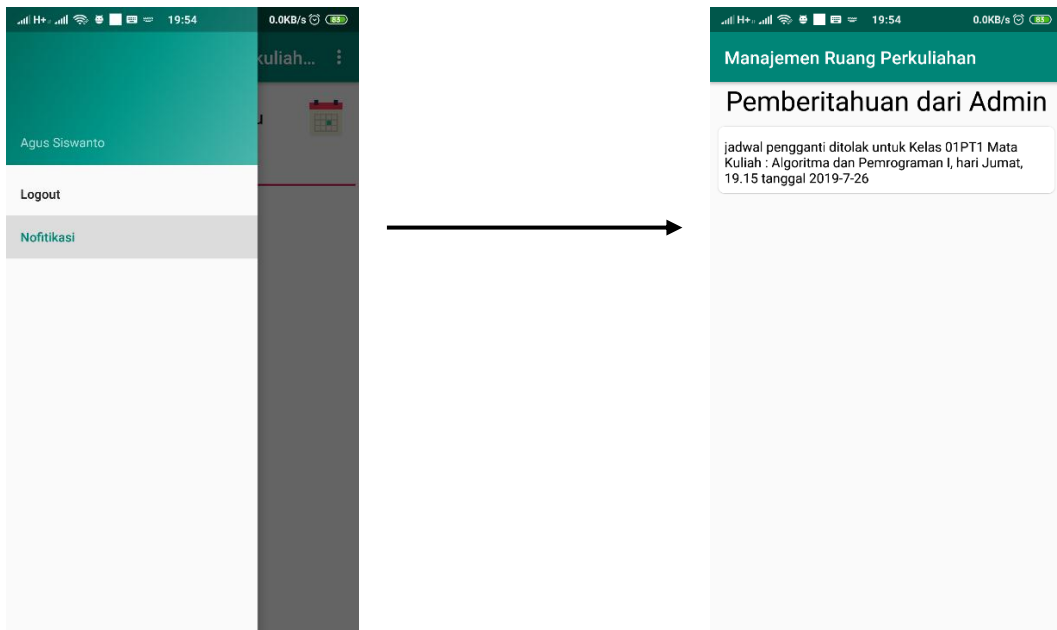 H+ 19:54 0.0KB/s 83
kuliah...
u
Agus Siswanto
Logout
Nofitikasi
H+ 19:54 0.0KB/s 83
Manajemen Ruang Perkuliahan
Pemberitahuan dari Admin
jadwal pengganti ditolak untuk Kelas 01PT1 Mata
Kuliah : Algoritma dan Pemrograman I, hari Jumat,
19.15 tanggal 2019-7-26